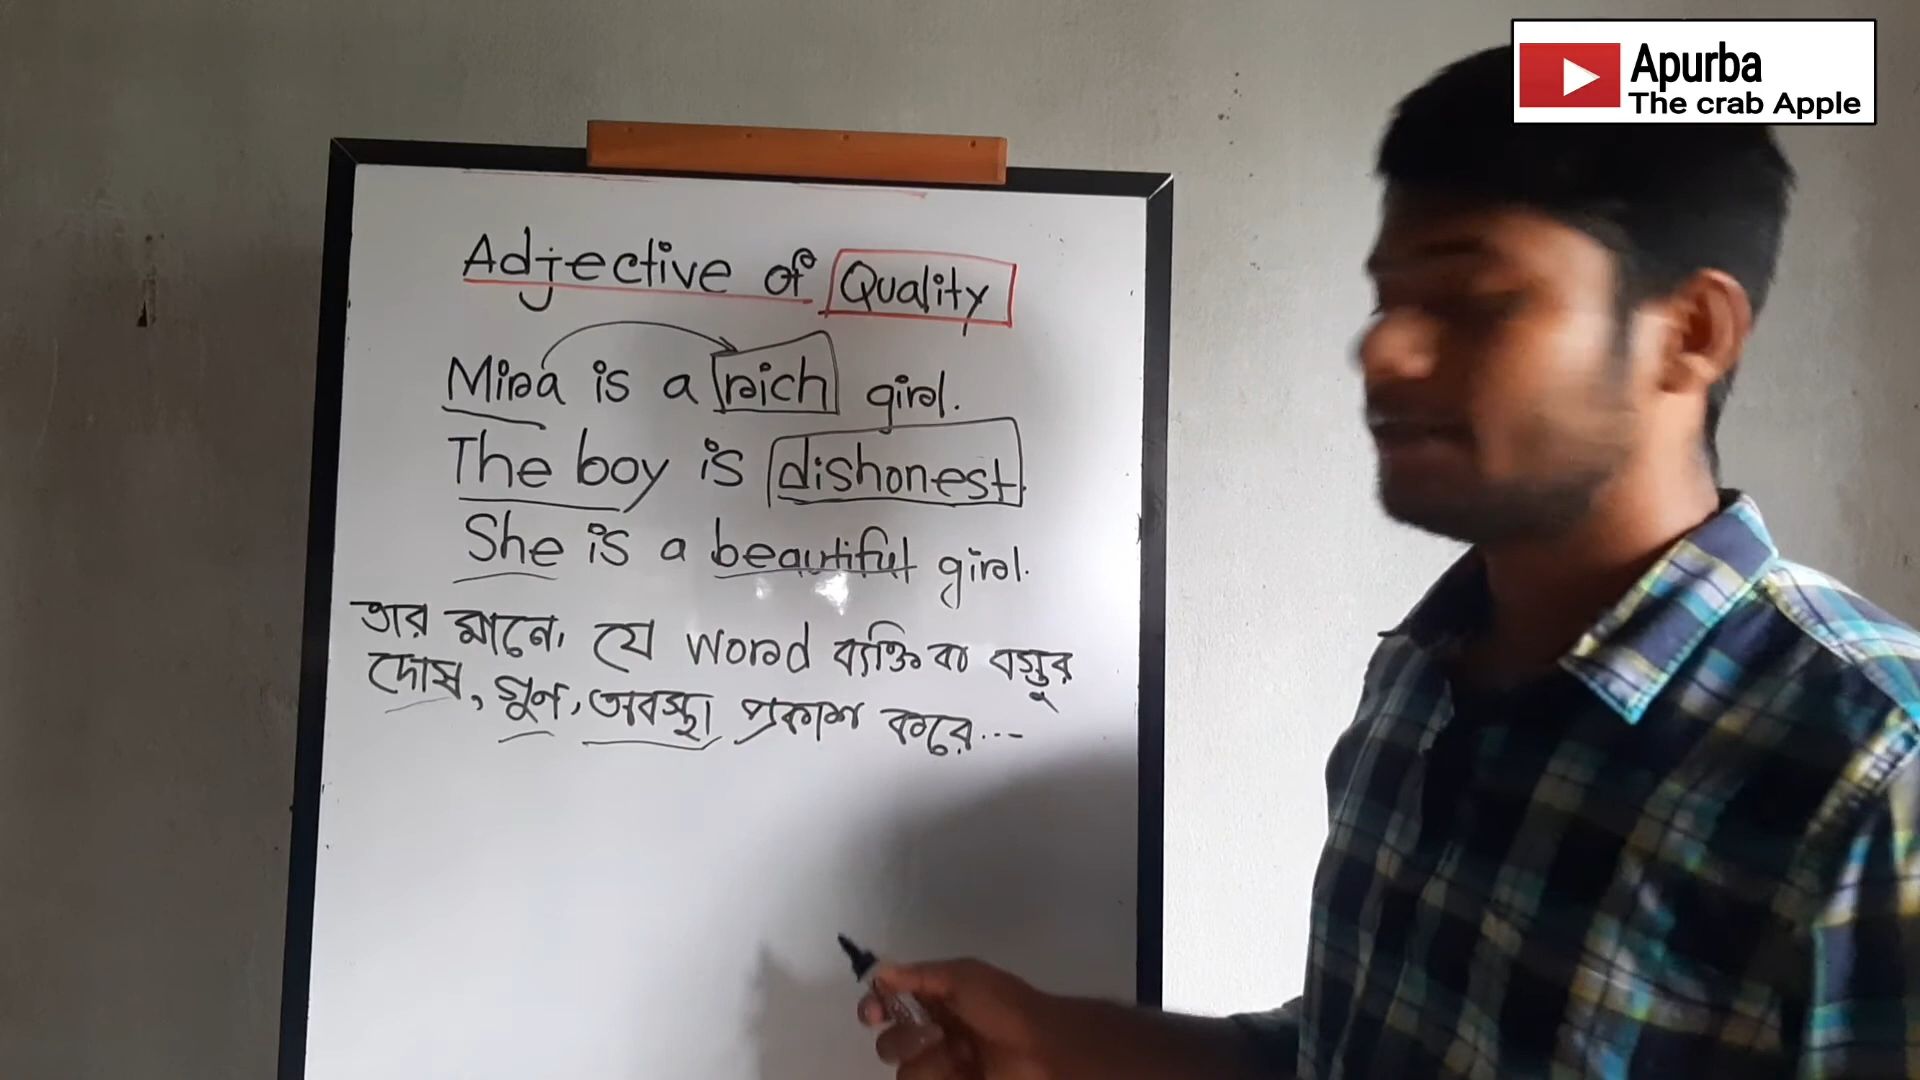 Apurba
The crab Apple
Adjective of Quality
Mira is a rich girl.
The boy is dishonest.
She is a beautiful girl.
তার মানে, যে word ব্যক্তি বা বস্তুর
দোষ, গুন, অবস্থা প্রকাশ করে...